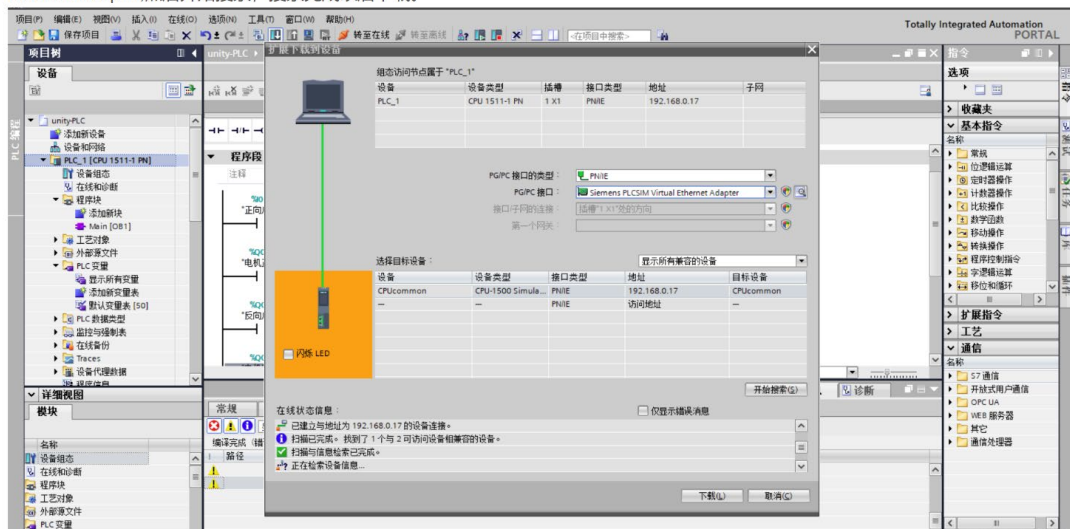 项目(P) 编辑(E) 视图(V) 插入(I) 在线(O) 选项(N) 工具(T) 窗口(W) 帮助(H)
Totally Integrated Automation
PORTAL
保存项目 转至在线 转至离线 <在项目中搜索>
项目树
设备
unity-PLC
添加新设备
设备和网络
PLC_1 [CPU 1511-1 PN]
设备组态
在线和诊断
程序块
添加新块
Main [OB1]
工艺对象
外部源文件
PLC 变量
显示所有变量
添加新变量表
默认变量表 [50]
PLC 数据类型
监控与强制表
在线备份
Traces
设备代理数据
程序信息
详细视图
模块
名称
设备组态
在线和诊断
程序块
工艺对象
外部源文件
PLC 变量
PLC 编程
unity-PLC
程序段
注释
常规
编译完成
路径
诊断
扩展下载到设备
组态访问节点属于 "PLC_1"
设备 设备类型 插槽 接口类型 地址 子网
PLC_1 CPU 1511-1 PN 1 X1 PN/IE 192.168.0.17
PG/PC 接口的类型： PN/IE
PG/PC 接口： Siemens PLCSIM Virtual Ethernet Adapter
接口/子网的连接： 插槽"1 X1"处的方向
第一个网关：
选择目标设备： 显示所有兼容的设备
设备 设备类型 接口类型 地址 目标设备
CPUcommon CPU-1500 Simula... PN/IE 192.168.0.17 CPUcommon
— — PN/IE 访问地址 —
闪烁 LED
开始搜索(S)
在线状态信息： 仅显示错误消息
已建立与地址为 192.168.0.17 的设备连接。
扫描已完成。找到了 1 个与 2 可访问设备组兼容的设备。
扫描与信息检索已完成。
正在检索设备信息...
下载(L) 取消(C)
指令
选项
收藏夹
基本指令
名称
常规
位逻辑运算
定时器操作
计数器操作
比较操作
数学函数
移动操作
转换操作
程序控制指令
字逻辑运算
移位和循环
扩展指令
工艺
通信
名称
S7 通信
开放式用户通信
OPC UA
WEB 服务器
其它
通信处理器